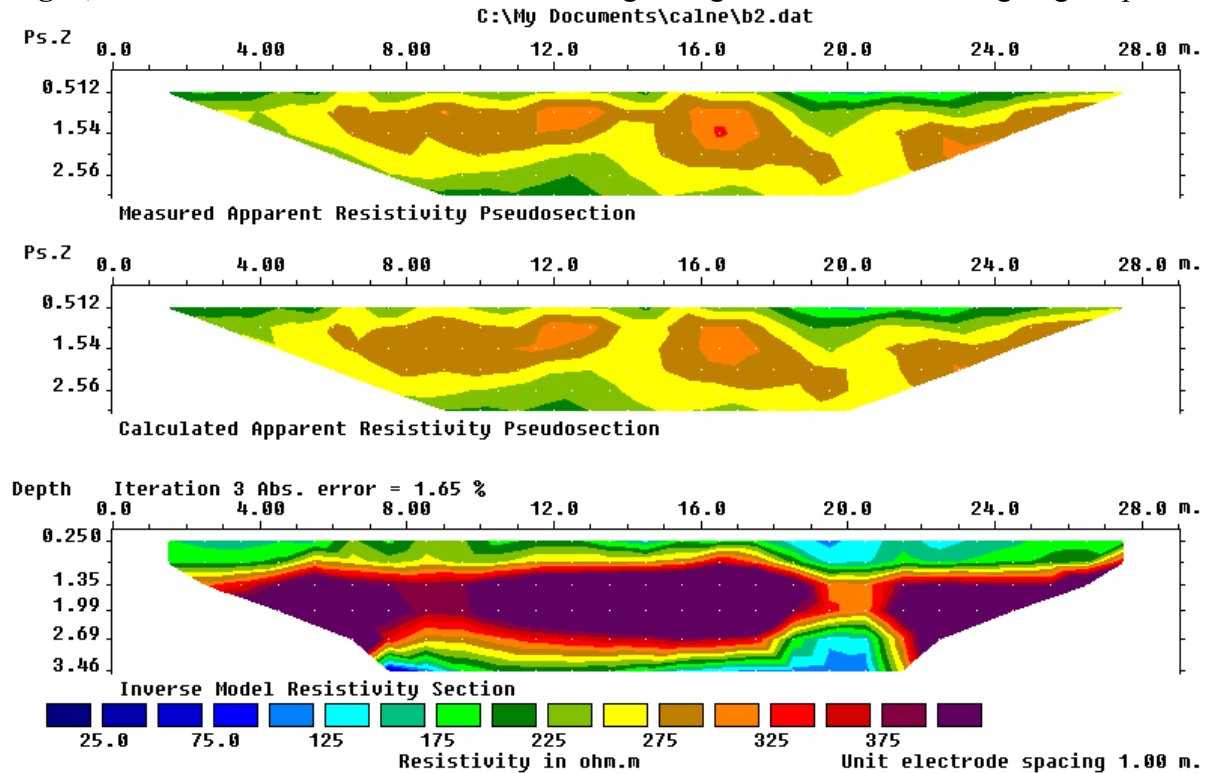 C:\My Documents\calne\b2.dat
Ps.Z
0.0 4.00 8.00 12.0 16.0 20.0 24.0 28.0 m.
0.512
1.54
2.56
Measured Apparent Resistivity Pseudosection
Ps.Z
0.0 4.00 8.00 12.0 16.0 20.0 24.0 28.0 m.
0.512
1.54
2.56
Calculated Apparent Resistivity Pseudosection
Depth Iteration 3 Abs. error = 1.65 %
0.0 4.00 8.00 12.0 16.0 20.0 24.0 28.0 m.
0.250
1.35
1.99
2.69
3.46
Inverse Model Resistivity Section
25.0 75.0 125 175 225 275 325 375
Resistivity in ohm.m Unit electrode spacing 1.00 m.